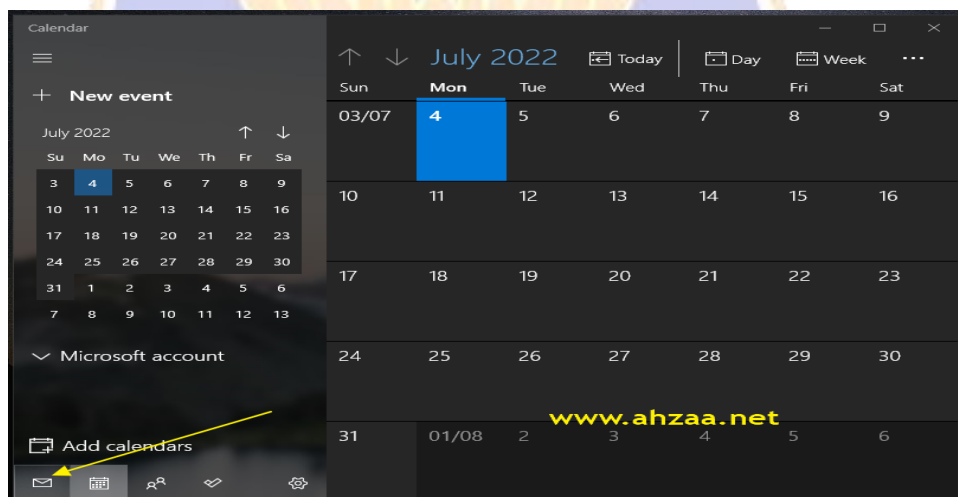 Calendar
New event
July 2022
Su Mo Tu We Th Fr Sa
3 4 5 6 7 8 9
10 11 12 13 14 15 16
17 18 19 20 21 22 23
24 25 26 27 28 29 30
31 1 2 3 4 5 6
7 8 9 10 11 12 13
Microsoft account
Add calendars
July 2022 Today Day Week ...
Sun Mon Tue Wed Thu Fri Sat
03/07 4 5 6 7 8 9
10 11 12 13 14 15 16
17 18 19 20 21 22 23
24 25 26 27 28 29 30
www.ahzaa.net
31 01/08 2 3 4 5 6